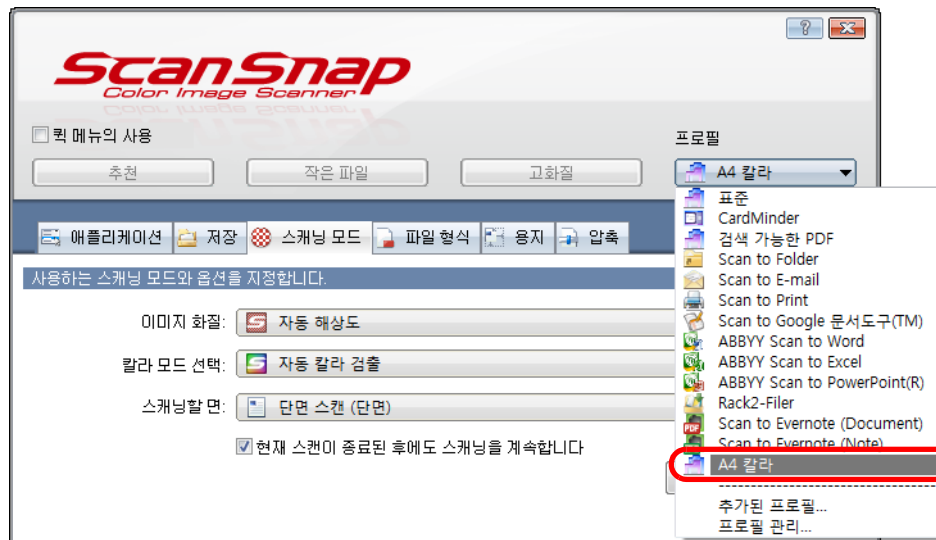 ScanSnap
Color Image Scanner
퀵 메뉴의 사용
프로필
추천
작은 파일
고화질
A4 칼라
표준
CardMinder
검색 가능한 PDF
Scan to Folder
Scan to E-mail
Scan to Print
Scan to Google 문서도구(TM)
ABBYY Scan to Word
ABBYY Scan to Excel
ABBYY Scan to PowerPoint(R)
Rack2-Filer
Scan to Evernote (Document)
Scan to Evernote (Note)
A4 칼라
추가된 프로필...
프로필 관리...
애플리케이션 저장 스캐닝 모드 파일 형식 용지 압축
사용하는 스캐닝 모드와 옵션을 지정합니다.
이미지 화질: 자동 해상도
칼라 모드 선택: 자동 칼라 검출
스캐닝할 면: 단면 스캔 (단면)
현재 스캔이 종료된 후에도 스캐닝을 계속합니다